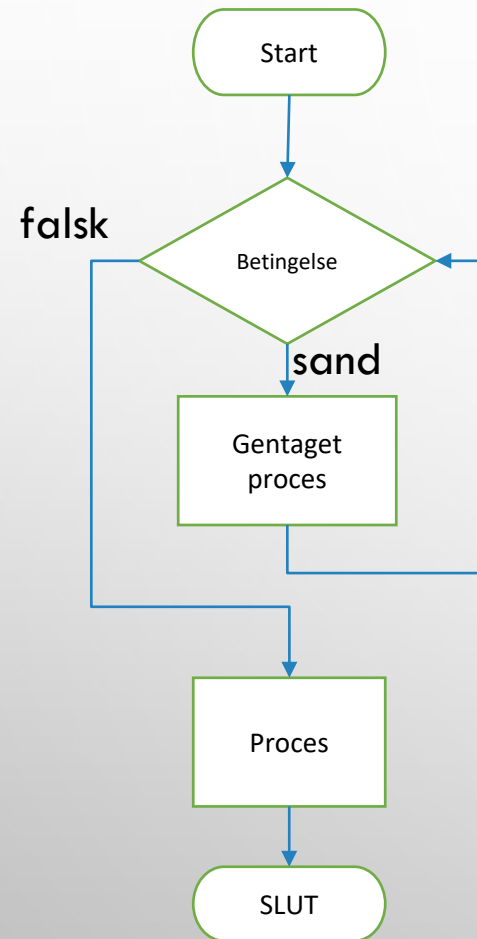 Start
falsk
Betingelse
sand
Gentaget
proces
Proces
SLUT